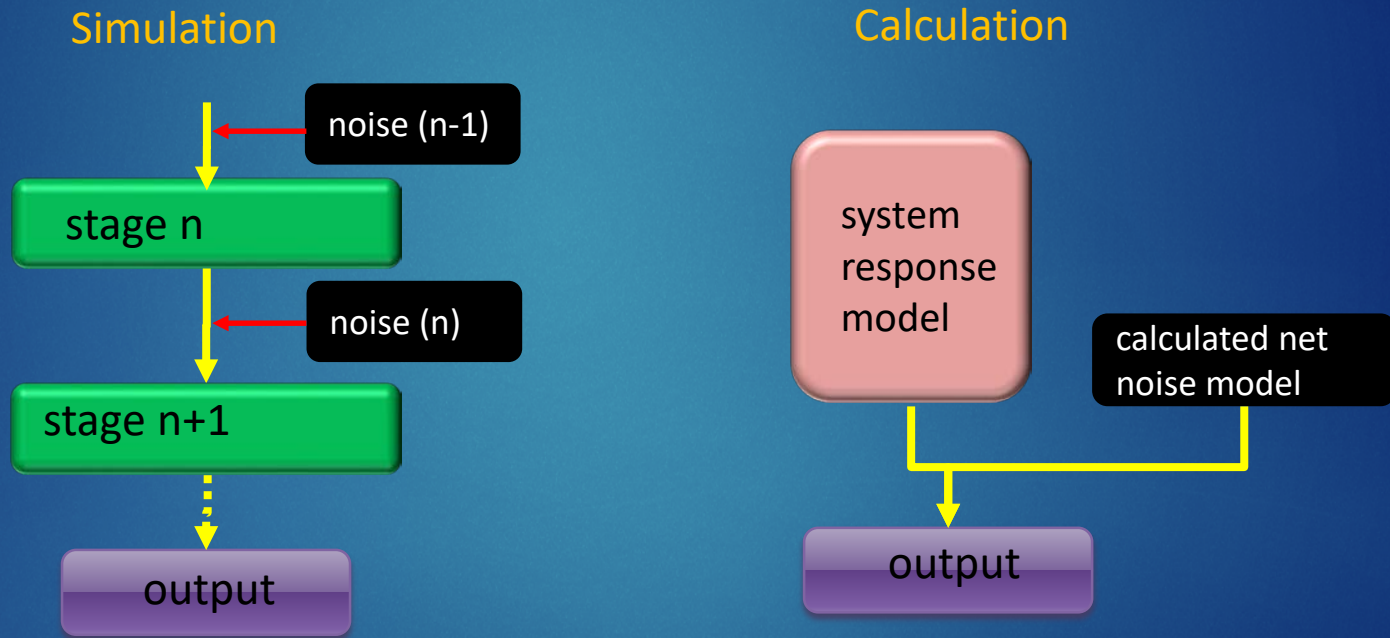 Simulation
noise (n-1)
stage n
noise (n)
stage n+1
output
Calculation
system
response
model
calculated net
noise model
output